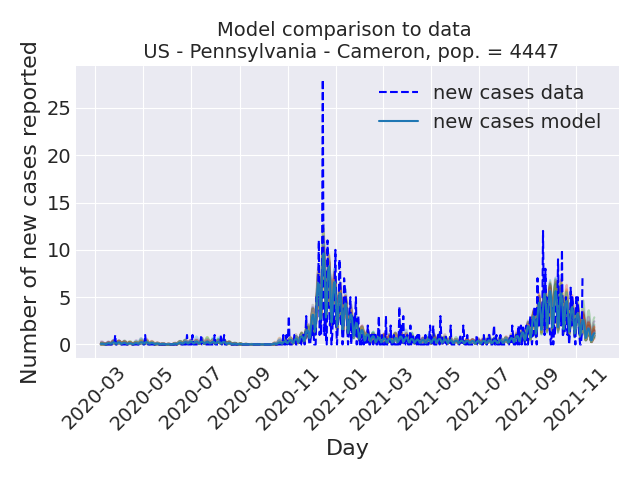 Model comparison to data
US - Pennsylvania - Cameron, pop. = 4447
new cases data
new cases model
Number of new cases reported
25
20
15
10
5
0
2020-03
2020-05
2020-07
2020-09
2020-11
2021-01
2021-03
2021-05
2021-07
2021-09
2021-11
Day